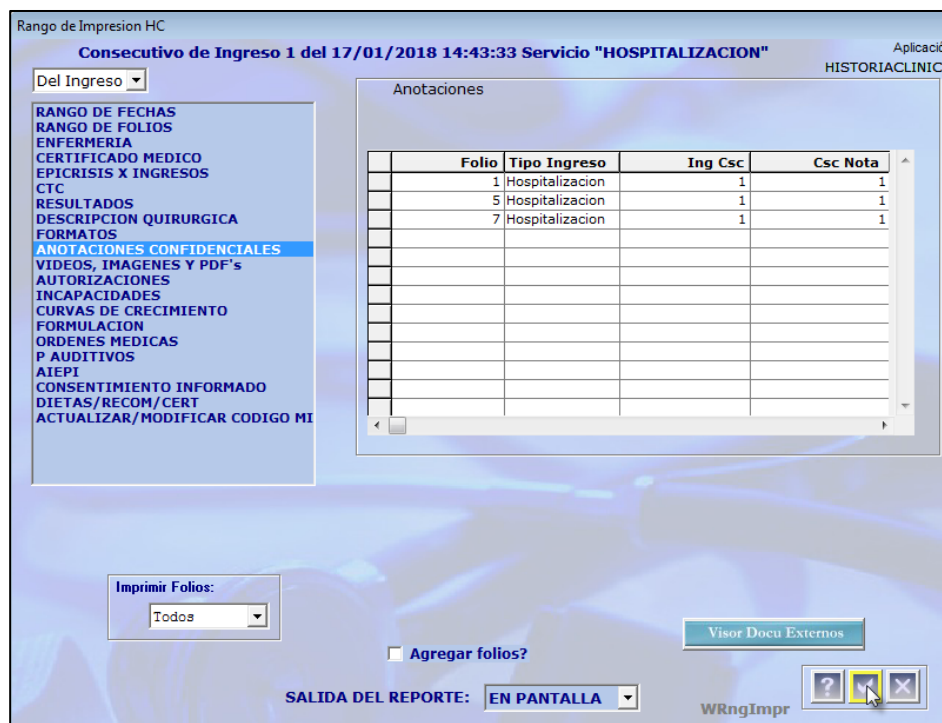 Rango de Impresion HC
Consecutivo de Ingreso 1 del 17/01/2018 14:43:33 Servicio "HOSPITALIZACION"
Aplicació
HISTORIACLINIC
Del Ingreso
RANGO DE FECHAS
RANGO DE FOLIOS
ENFERMERIA
CERTIFICADO MEDICO
EPICRISIS X INGRESOS
CTC
RESULTADOS
DESCRIPCION QUIRURGICA
FORMATOS
ANOTACIONES CONFIDENCIALES
VIDEOS, IMAGENES Y PDF's
AUTORIZACIONES
INCAPACIDADES
CURVAS DE CRECIMIENTO
FORMULACION
ORDENES MEDICAS
P AUDITIVOS
AIEPI
CONSENTIMIENTO INFORMADO
DIETAS/RECOM/CERT
ACTUALIZAR/MODIFICAR CODIGO MI
Anotaciones
Folio Tipo Ingreso Ing Csc Csc Nota
1 Hospitalizacion 1 1
5 Hospitalizacion 1 1
7 Hospitalizacion 1 1
Imprimir Folios:
Todos
Visor Docu Externos
Agregar folios?
SALIDA DEL REPORTE: EN PANTALLA
WRngImpr
?